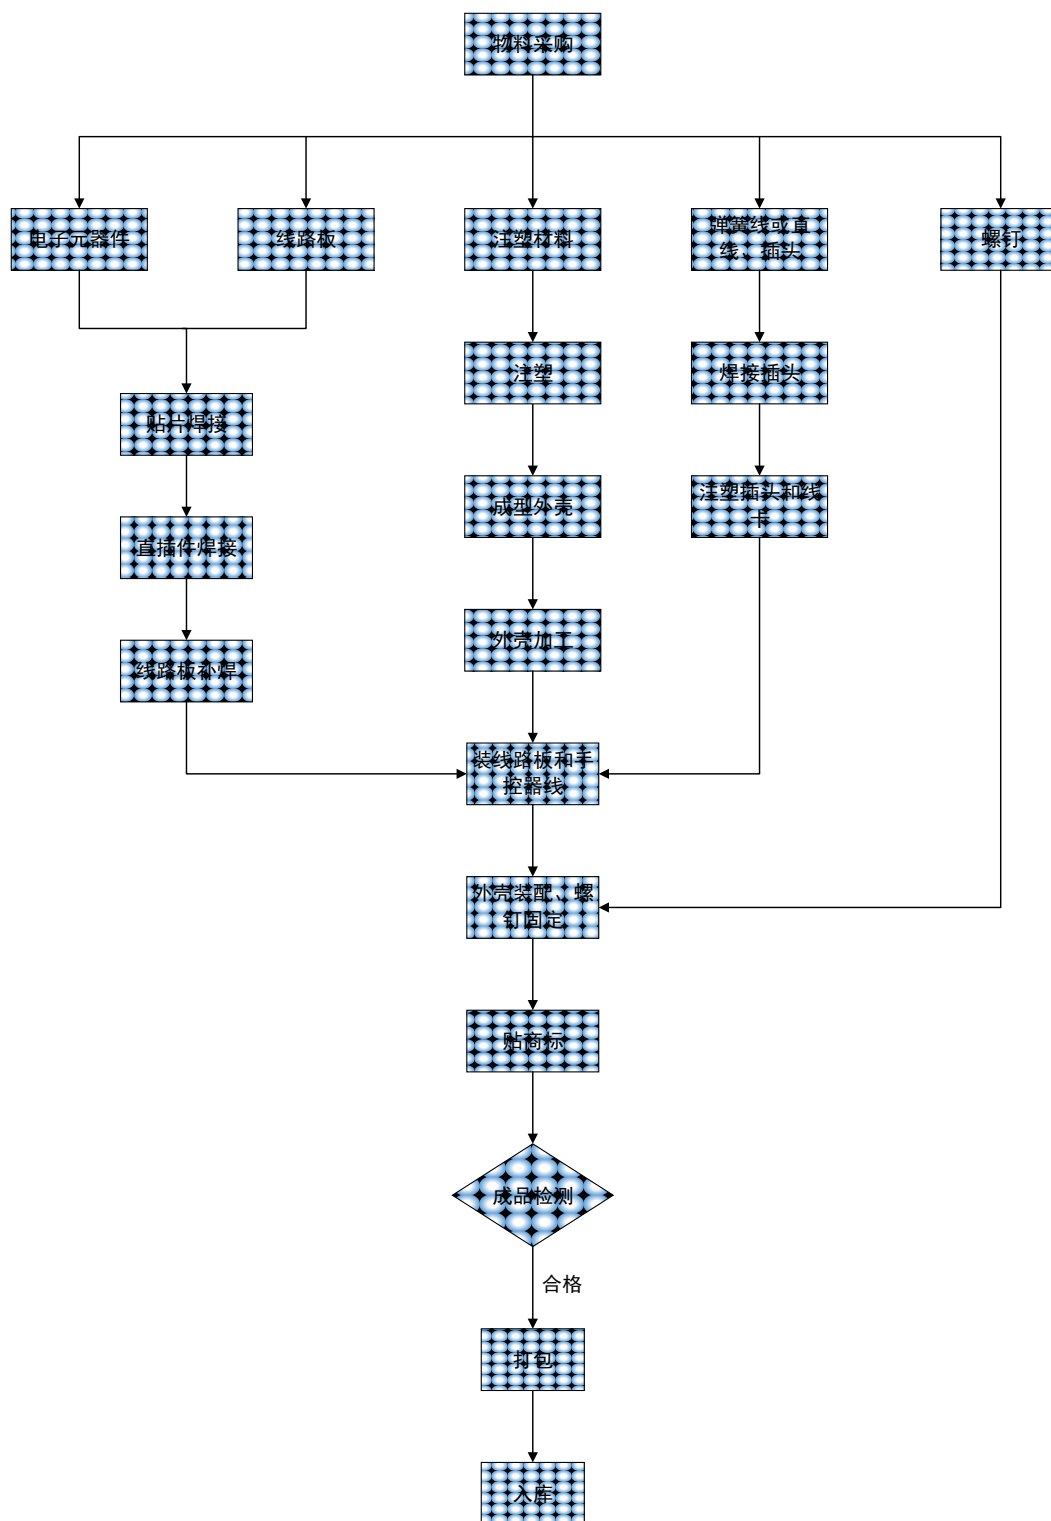 物料采购
电子元器件
线路板
注塑材料
弹簧线或直
线、插头
螺钉
注塑
焊接插头
贴片焊接
成型外壳
注塑插头和线
卡
直插件焊接
外壳加工
线路板补焊
装线路板和手
控器线
外壳装配、螺
钉固定
贴商标
成品检测
合格
打包
入库